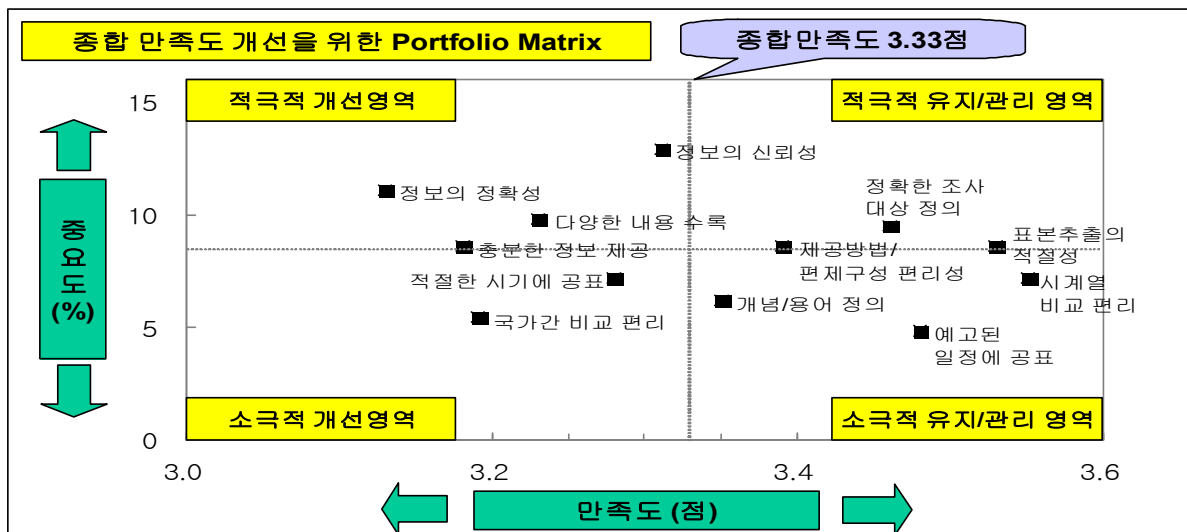 종합 만족도 개선을 위한 Portfolio Matrix
종합만족도 3.33점
적극적 개선영역
적극적 유지/관리 영역
15
10
5
0
중요도
(%)
정보의 신뢰성
정보의 정확성
정확한 조사
대상 정의
다양한 내용 수록
충분한 정보 제공
제공방법/
편제구성 편리성
표본추출의
적절성
적절한 시기에 공표
시계열
비교 편리
개념/용어 정의
국가간 비교 편리
예고된
일정에 공표
소극적 개선영역
소극적 유지/관리 영역
3.0
3.2
3.4
3.6
만족도 (점)